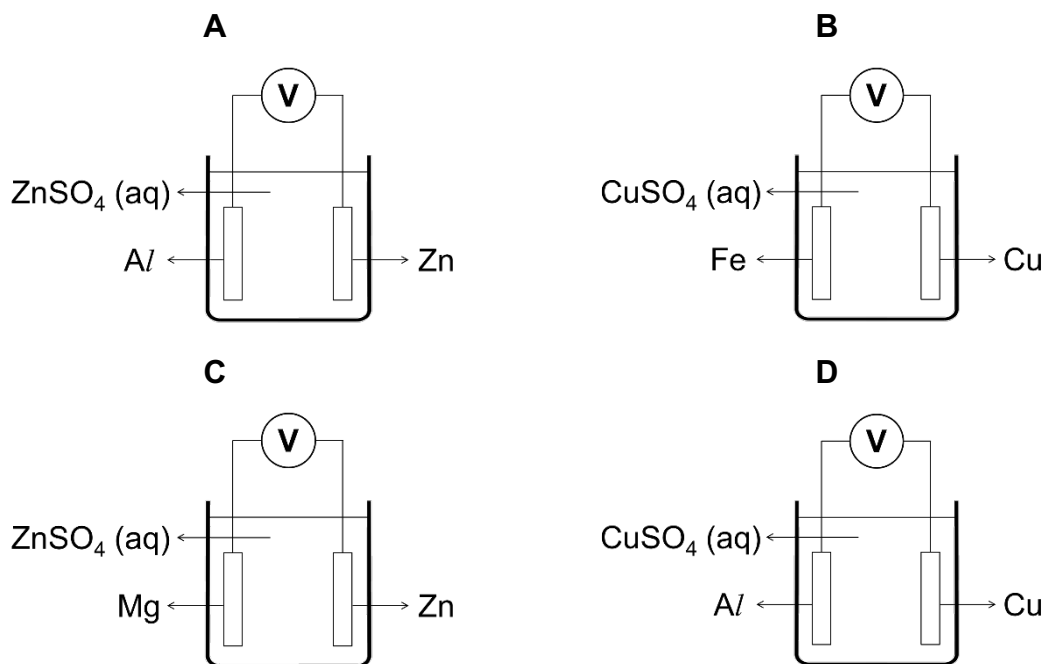 A
V
ZnSO₄ (aq)
Al
Zn
B
V
CuSO₄ (aq)
Fe
Cu
C
V
ZnSO₄ (aq)
Mg
Zn
D
V
CuSO₄ (aq)
Al
Cu